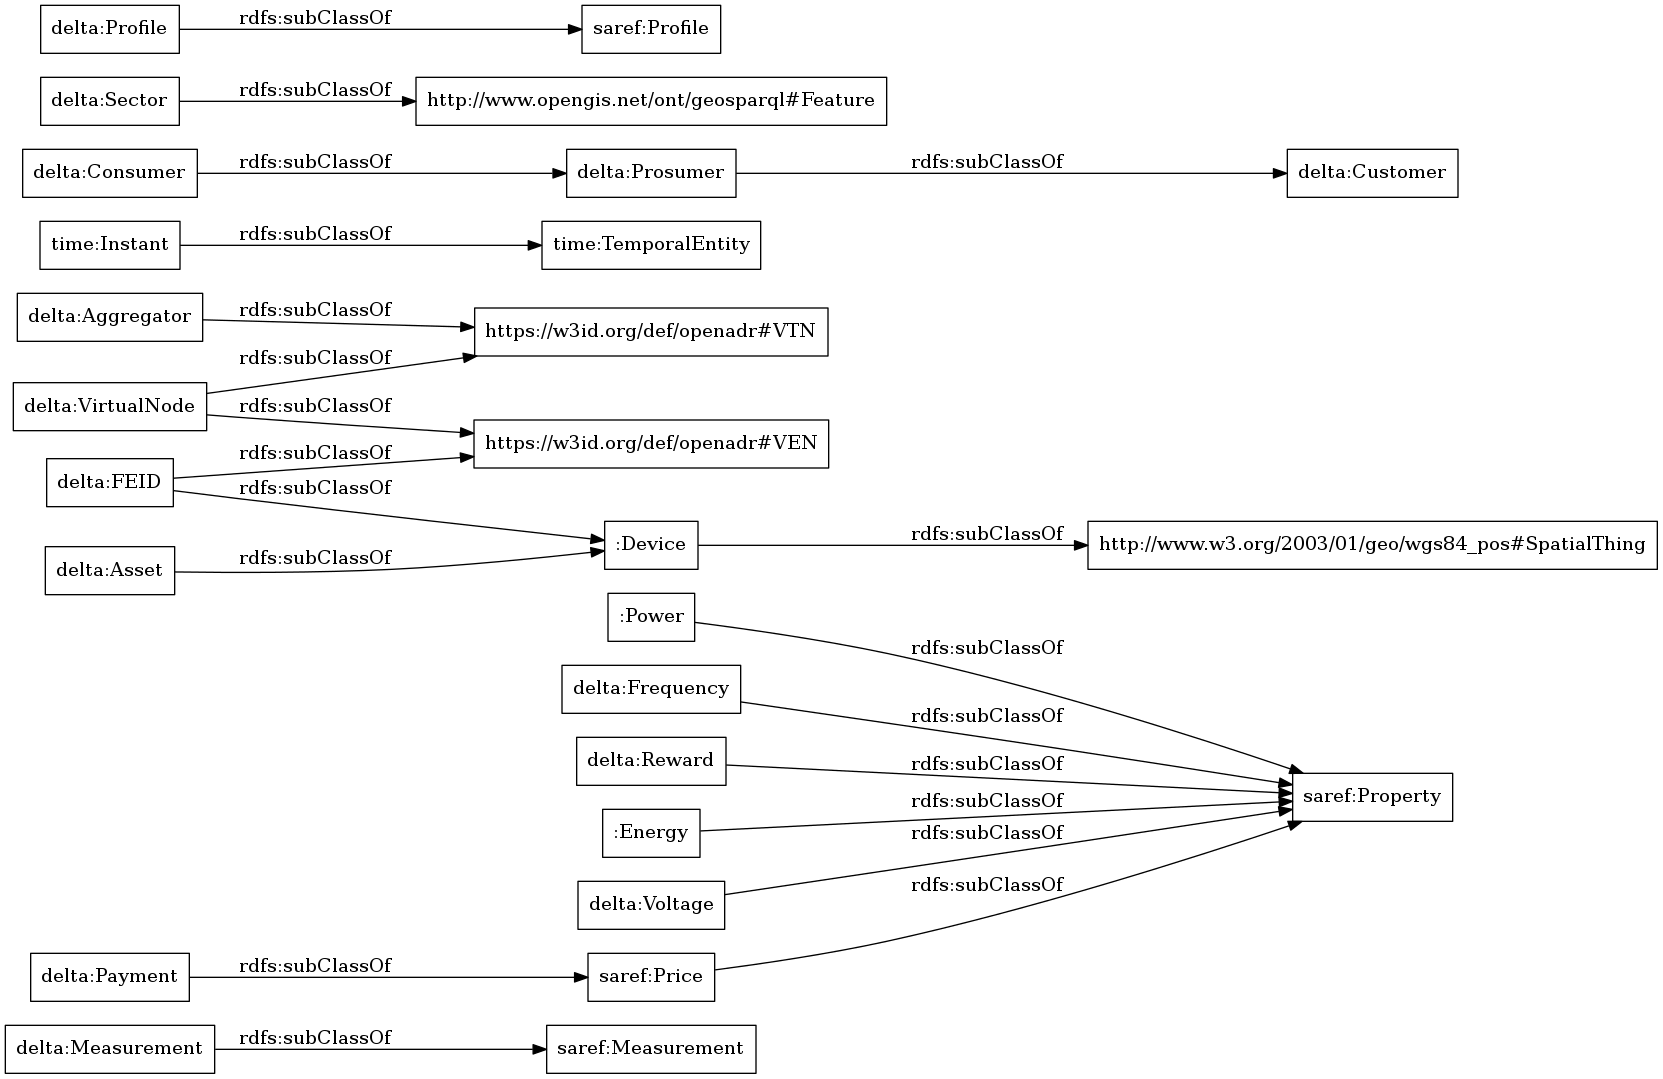 delta:Profile
rdfs:subClassOf
saref:Profile
delta:Sector
rdfs:subClassOf
http://www.opengis.net/ont/geosparql#Feature
delta:Consumer
rdfs:subClassOf
delta:Prosumer
rdfs:subClassOf
delta:Customer
time:Instant
rdfs:subClassOf
time:TemporalEntity
delta:Aggregator
rdfs:subClassOf
https://w3id.org/def/openadr#VTN
rdfs:subClassOf
delta:VirtualNode
rdfs:subClassOf
https://w3id.org/def/openadr#VEN
rdfs:subClassOf
delta:FEID
rdfs:subClassOf
:Device
rdfs:subClassOf
http://www.w3.org/2003/01/geo/wgs84_pos#SpatialThing
delta:Asset
rdfs:subClassOf
:Power
rdfs:subClassOf
delta:Frequency
rdfs:subClassOf
delta:Reward
rdfs:subClassOf
saref:Property
:Energy
rdfs:subClassOf
rdfs:subClassOf
delta:Voltage
rdfs:subClassOf
delta:Payment
rdfs:subClassOf
saref:Price
delta:Measurement
rdfs:subClassOf
saref:Measurement